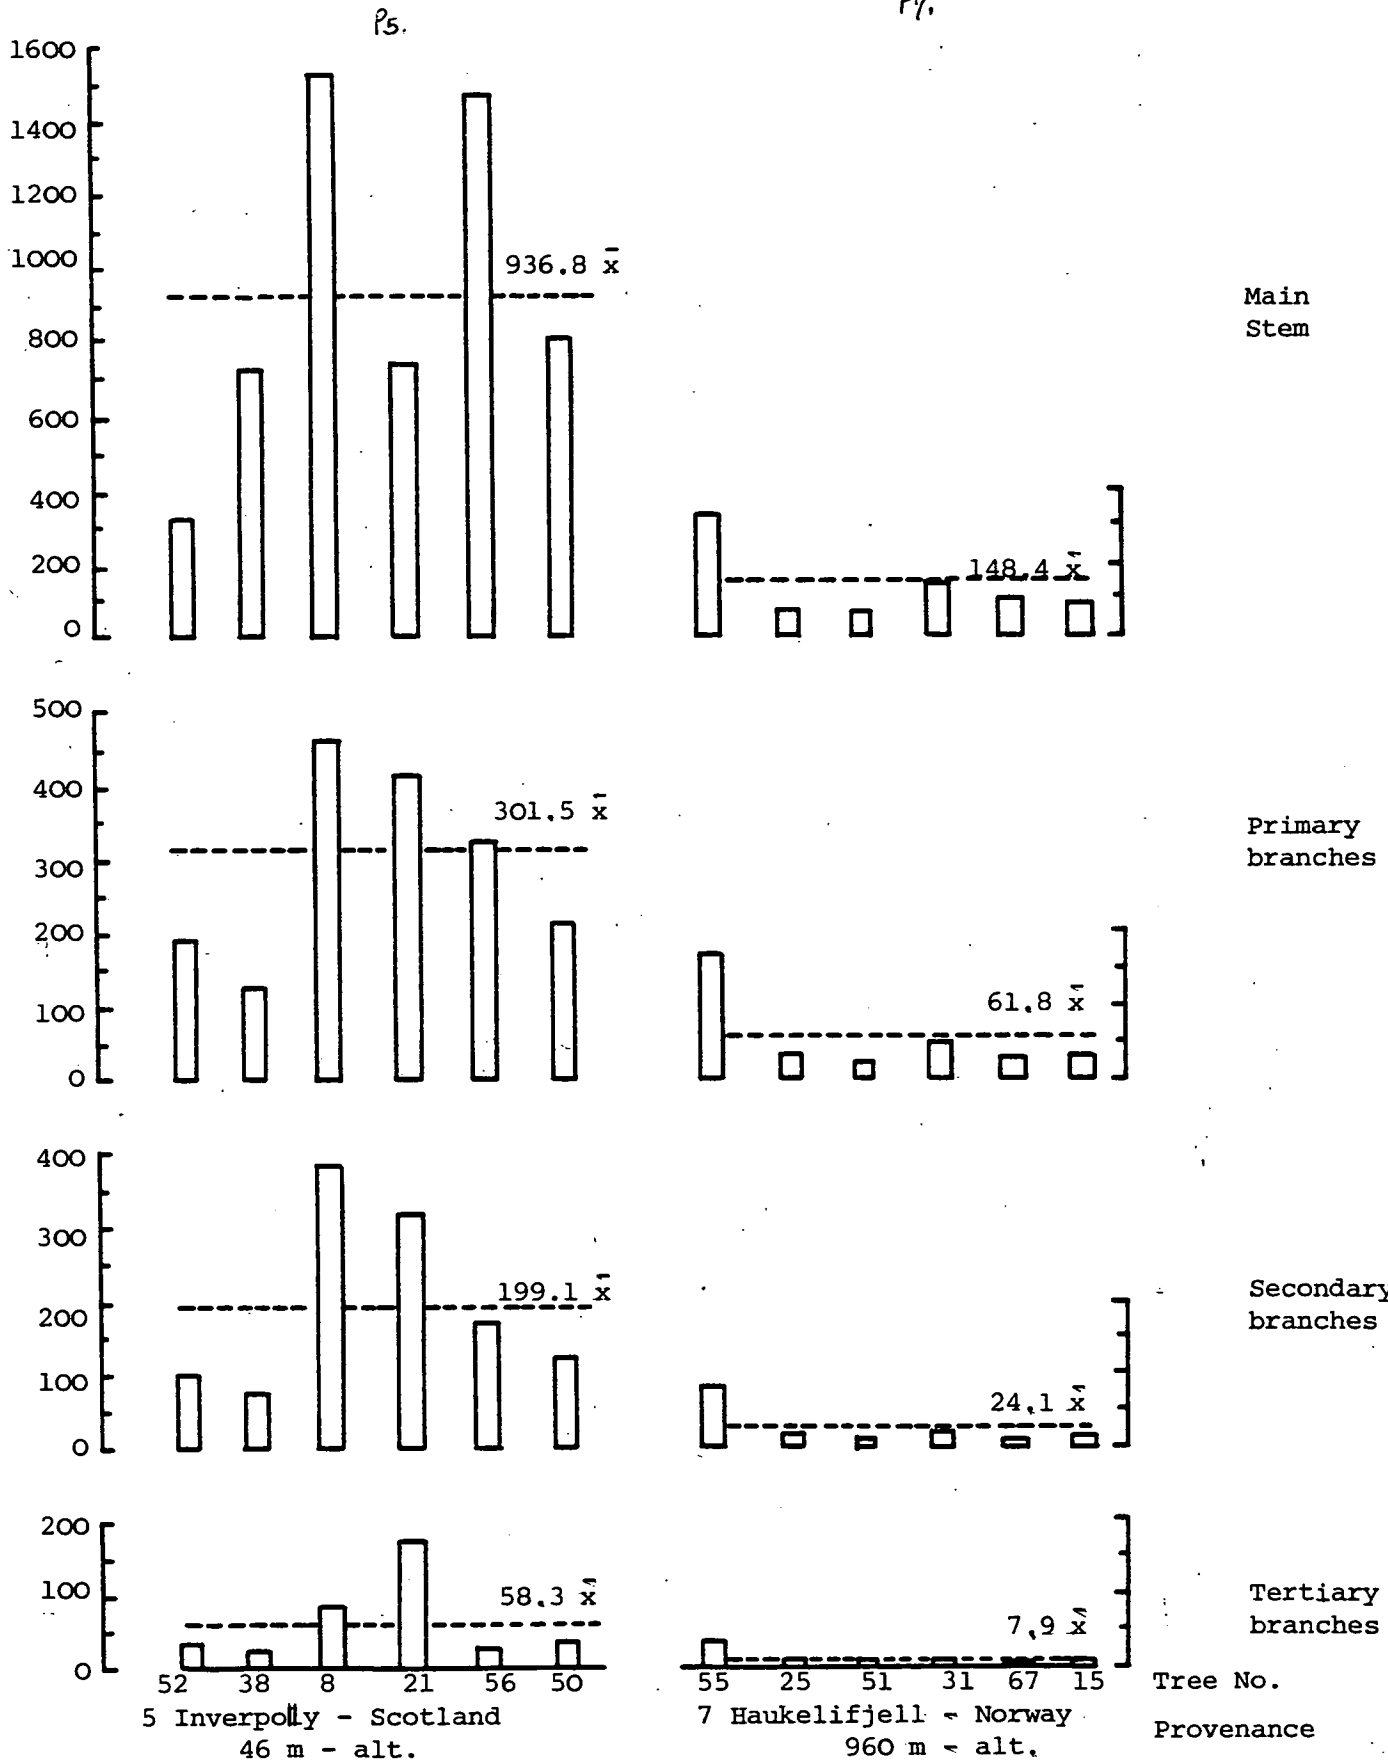 P5.
P7.
1600
1400
1200
1000
800
600
400
200
0
936.8 x̄
148.4 x̄
Main
Stem
500
400
300
200
100
0
301.5 x̄
61.8 x̄
Primary
branches
400
300
200
100
0
199.1 x̄
24.1 x̄
Secondary
branches
200
100
0
58.3 x̄
7.9 x̄
Tertiary
branches
52 38 8 21 56 50 55 25 51 31 67 15 Tree No.
5 Inverpolly - Scotland 7 Haukelifjell - Norway Provenance
46 m - alt. 960 m - alt.